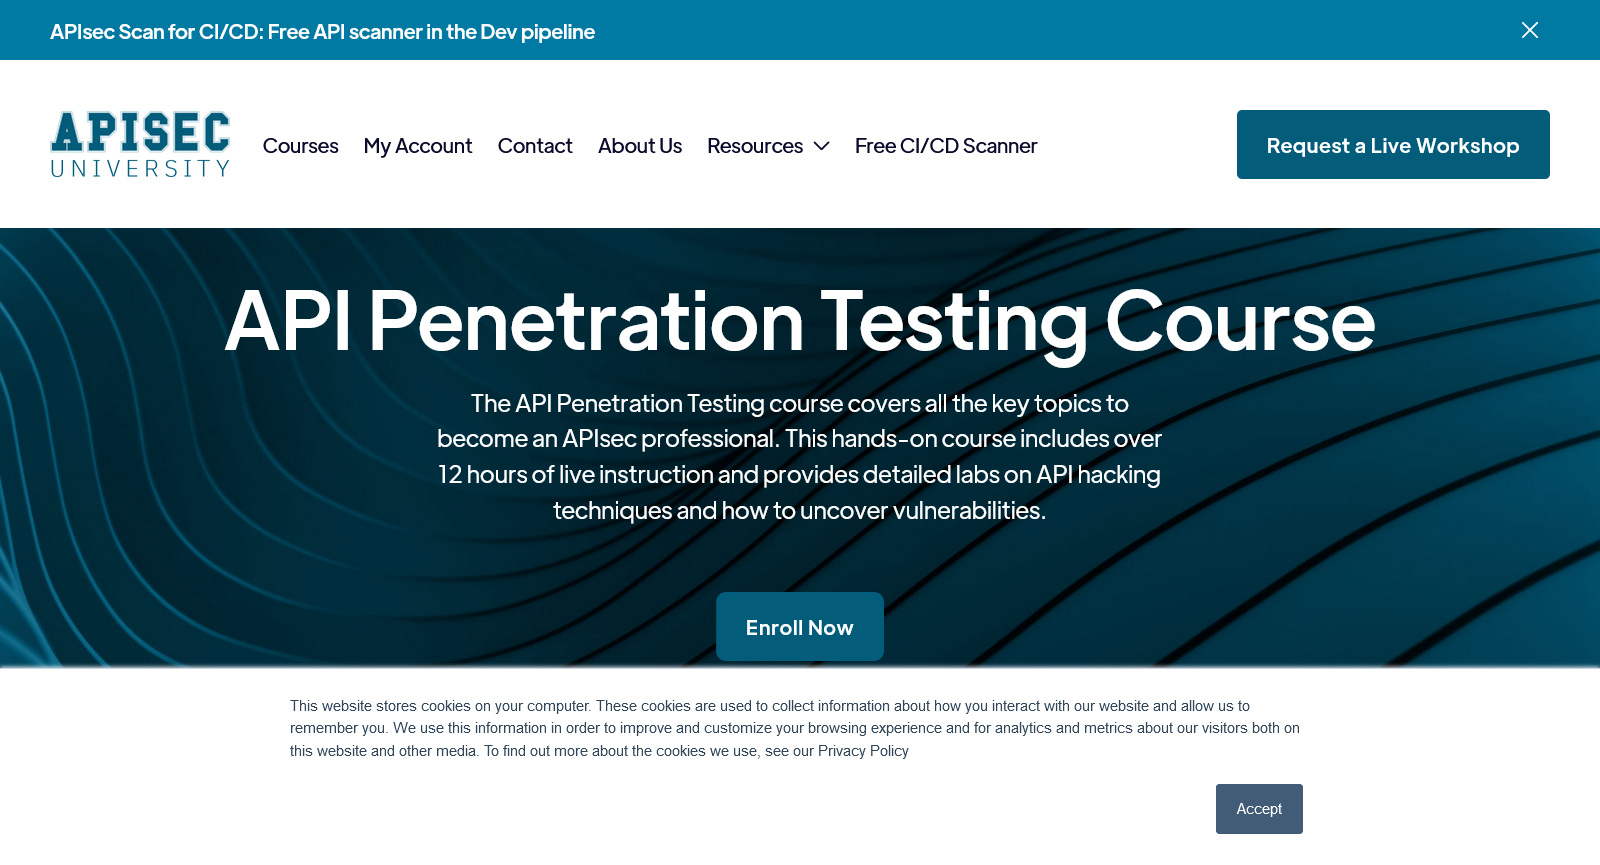 APIsec Scan for CI/CD: Free API scanner in the Dev pipeline
APISEC
UNIVERSITY
Courses
My Account
Contact
About Us
Resources
Free CI/CD Scanner
Request a Live Workshop
API Penetration Testing Course
The API Penetration Testing course covers all the key topics to
become an APIsec professional. This hands-on course includes over
12 hours of live instruction and provides detailed labs on API hacking
techniques and how to uncover vulnerabilities.
Enroll Now
This website stores cookies on your computer. These cookies are used to collect information about how you interact with our website and allow us to
remember you. We use this information in order to improve and customize your browsing experience and for analytics and metrics about our visitors both on
this website and other media. To find out more about the cookies we use, see our Privacy Policy
Accept